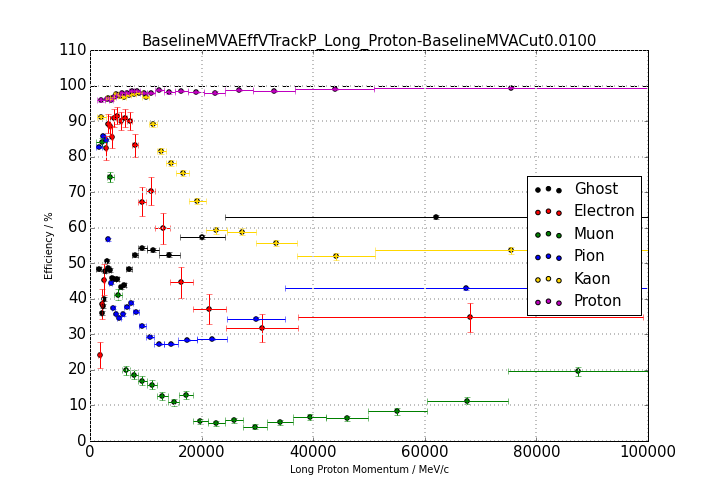 BaselineMVAEffVTrackP_Long_Proton-BaselineMVACut0.0100
110
100
90
80
70
60
50
40
30
20
10
0
Efficiency / %
Ghost
Electron
Muon
Pion
Kaon
Proton
0 20000 40000 60000 80000 100000
Long Proton Momentum / MeV/c